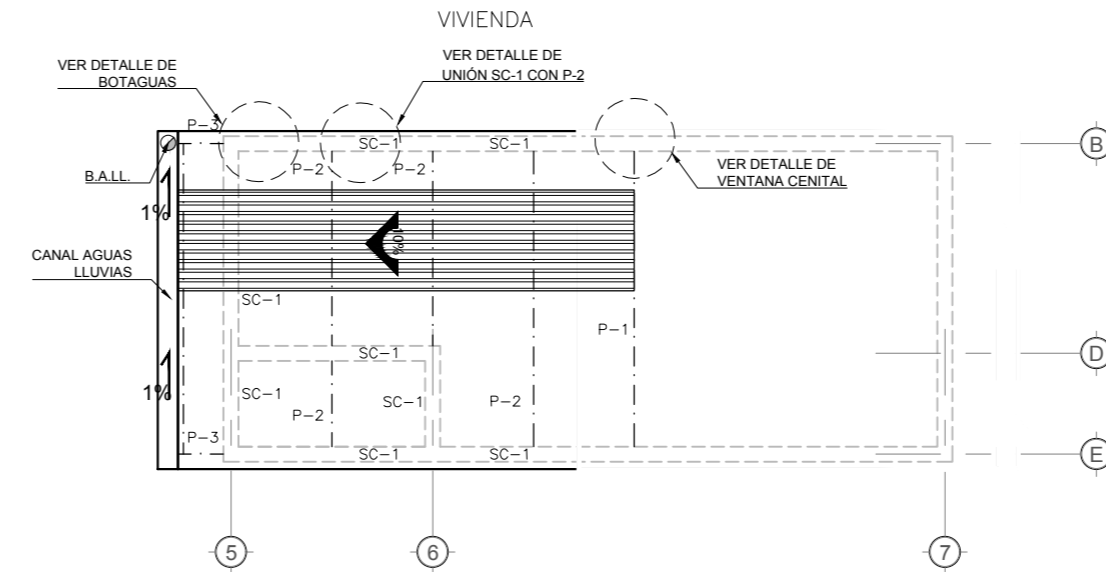 VIVIENDA
VER DETALLE DE
BOTAGUAS
VER DETALLE DE
UNIÓN SC-1 CON P-2
P-3
SC-1
SC-1
B
P-2
P-2
VER DETALLE DE
VENTANA CENITAL
B.A.LL.
1%
10%
CANAL AGUAS
LLUVIAS
SC-1
P-1
SC-1
D
1%
SC-1
SC-1
P-2
P-2
P-3
SC-1
SC-1
E
5
6
7